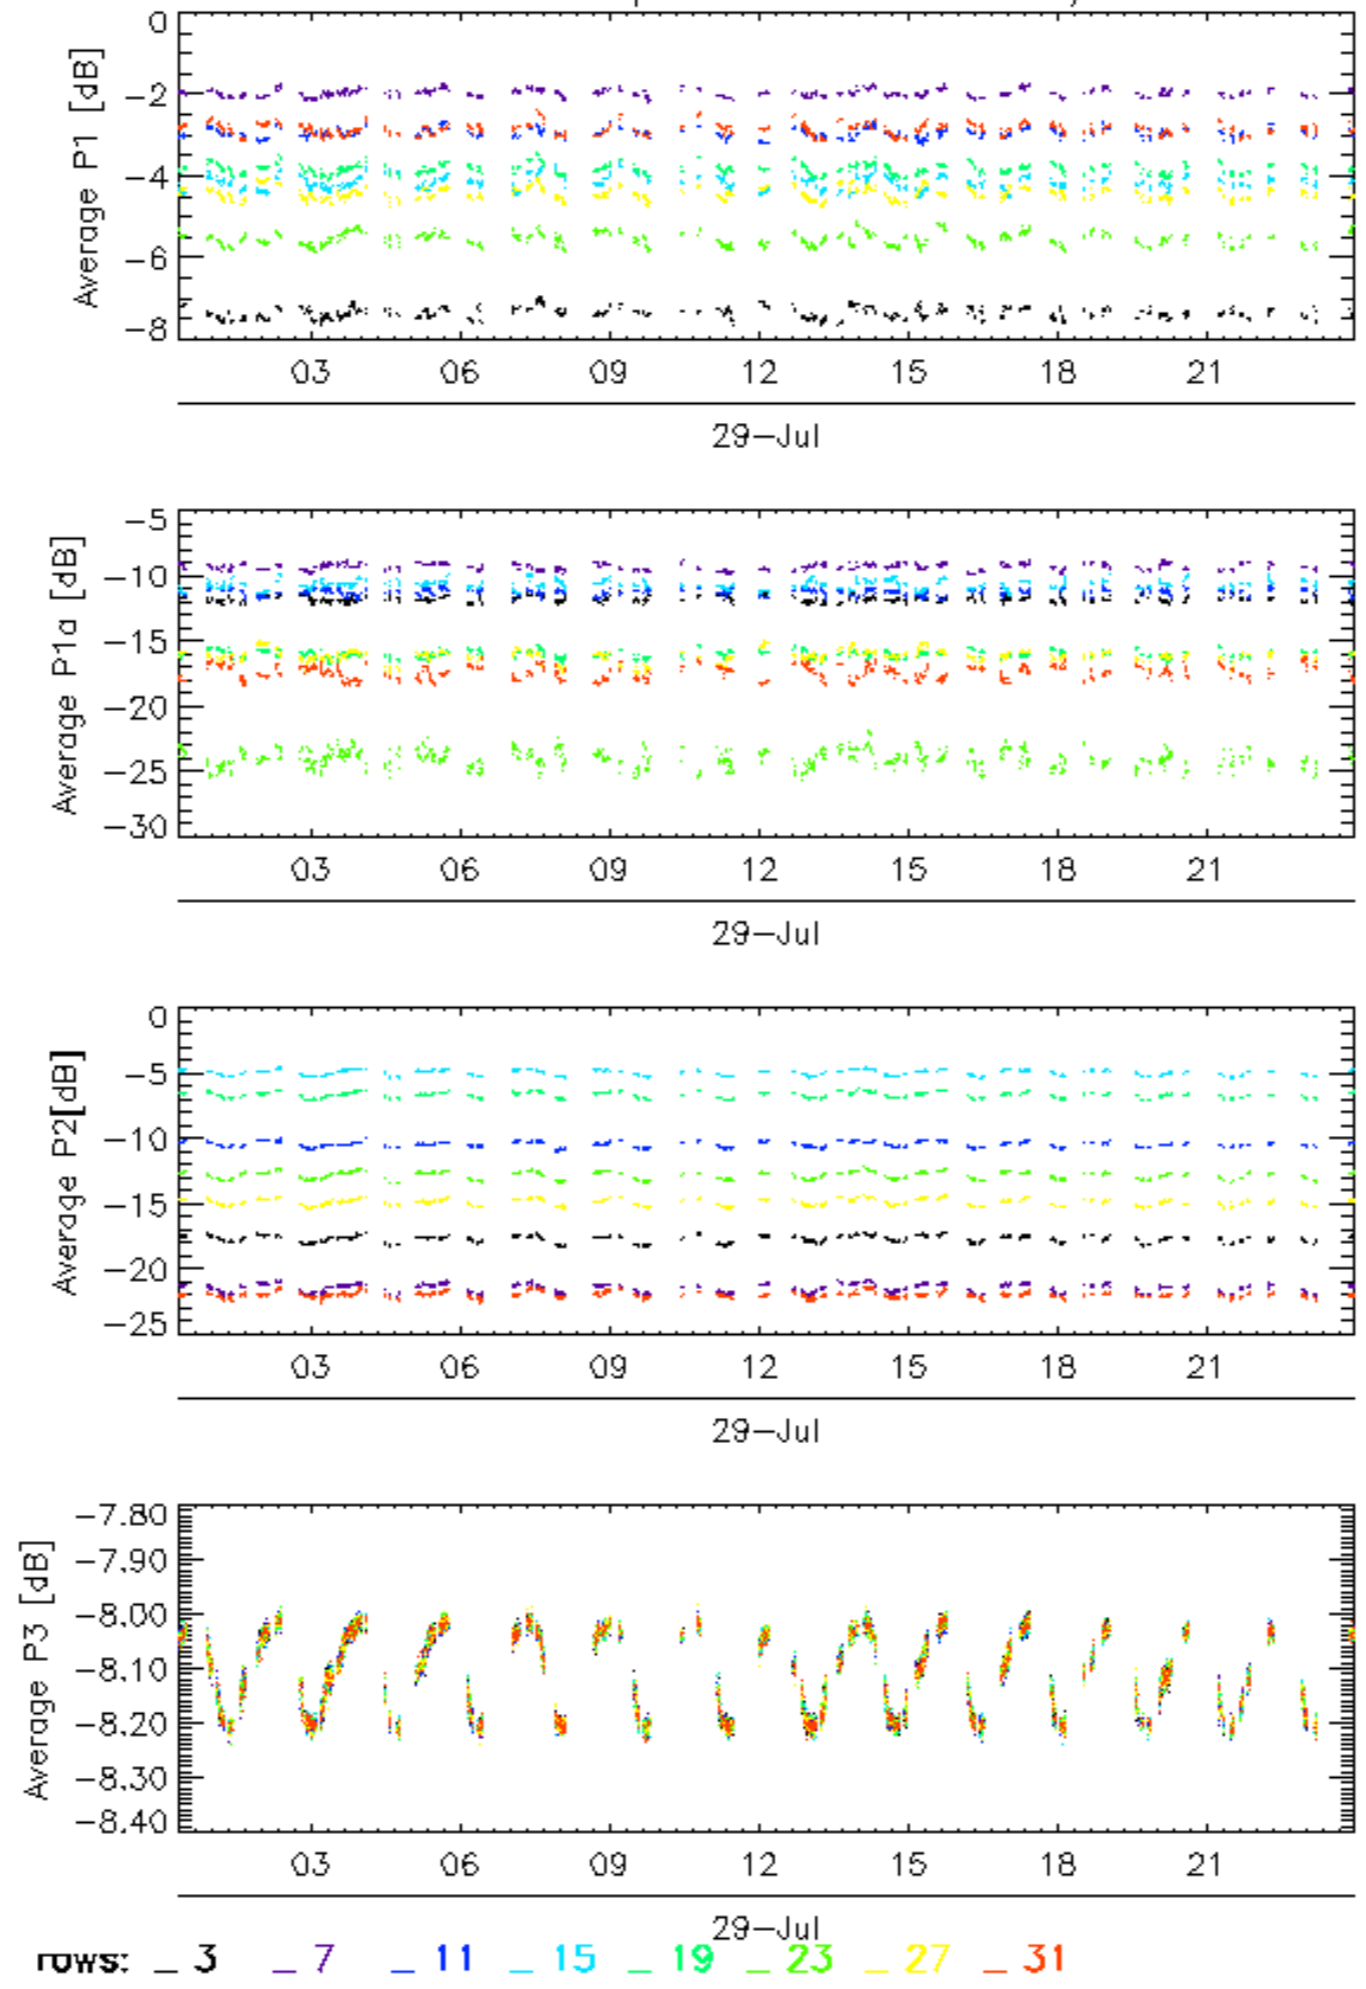 0
−2
−4
−6
−8
Average P1 [dB]
03 06 09 12 15 18 21
29−Jul
−5
−10
−15
−20
−25
−30
Average P1a [dB]
03 06 09 12 15 18 21
29−Jul
0
−5
−10
−15
−20
−25
Average P2[dB]
03 06 09 12 15 18 21
29−Jul
−7.80
−7.90
−8.00
−8.10
−8.20
−8.30
−8.40
Average P3 [dB]
03 06 09 12 15 18 21
29−Jul
rows: _ 3 _ 7 _ 11 _ 15 _ 19 _ 23 _ 27 _ 31